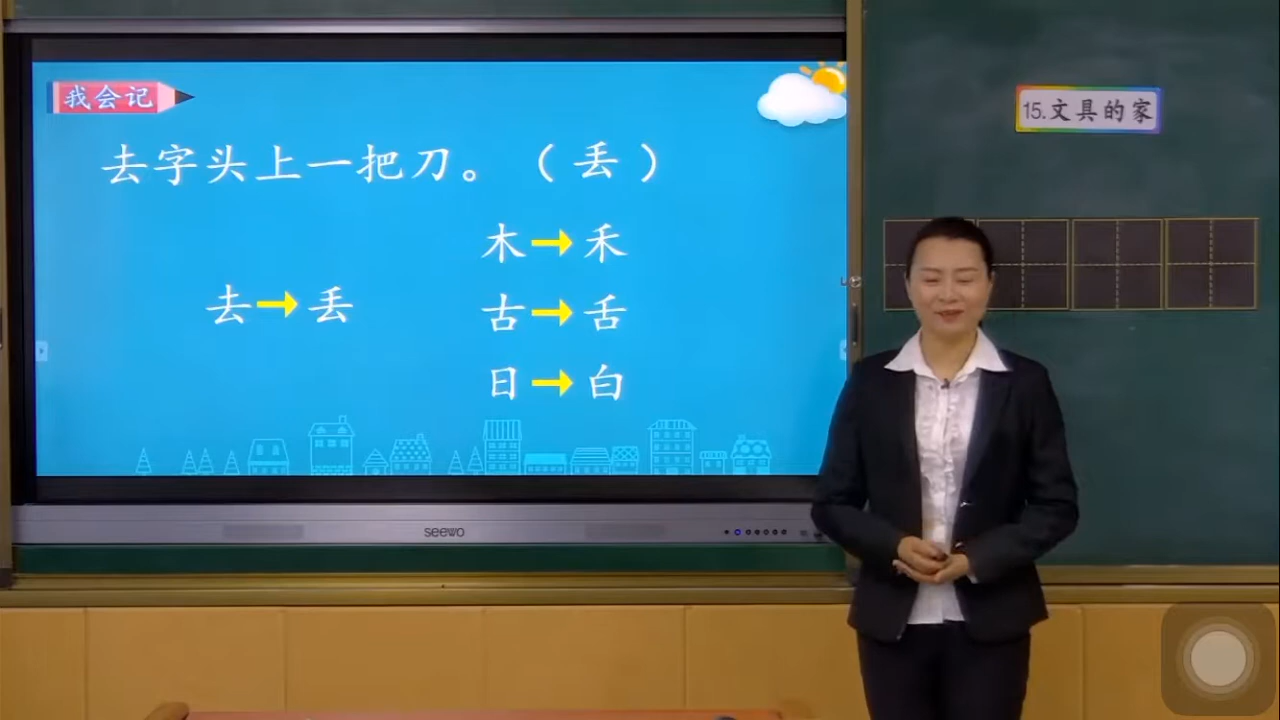 我会记
15.文具的家
去字头上一把刀。（丢）
木→禾
去→丢
古→舌
日→白
seewo